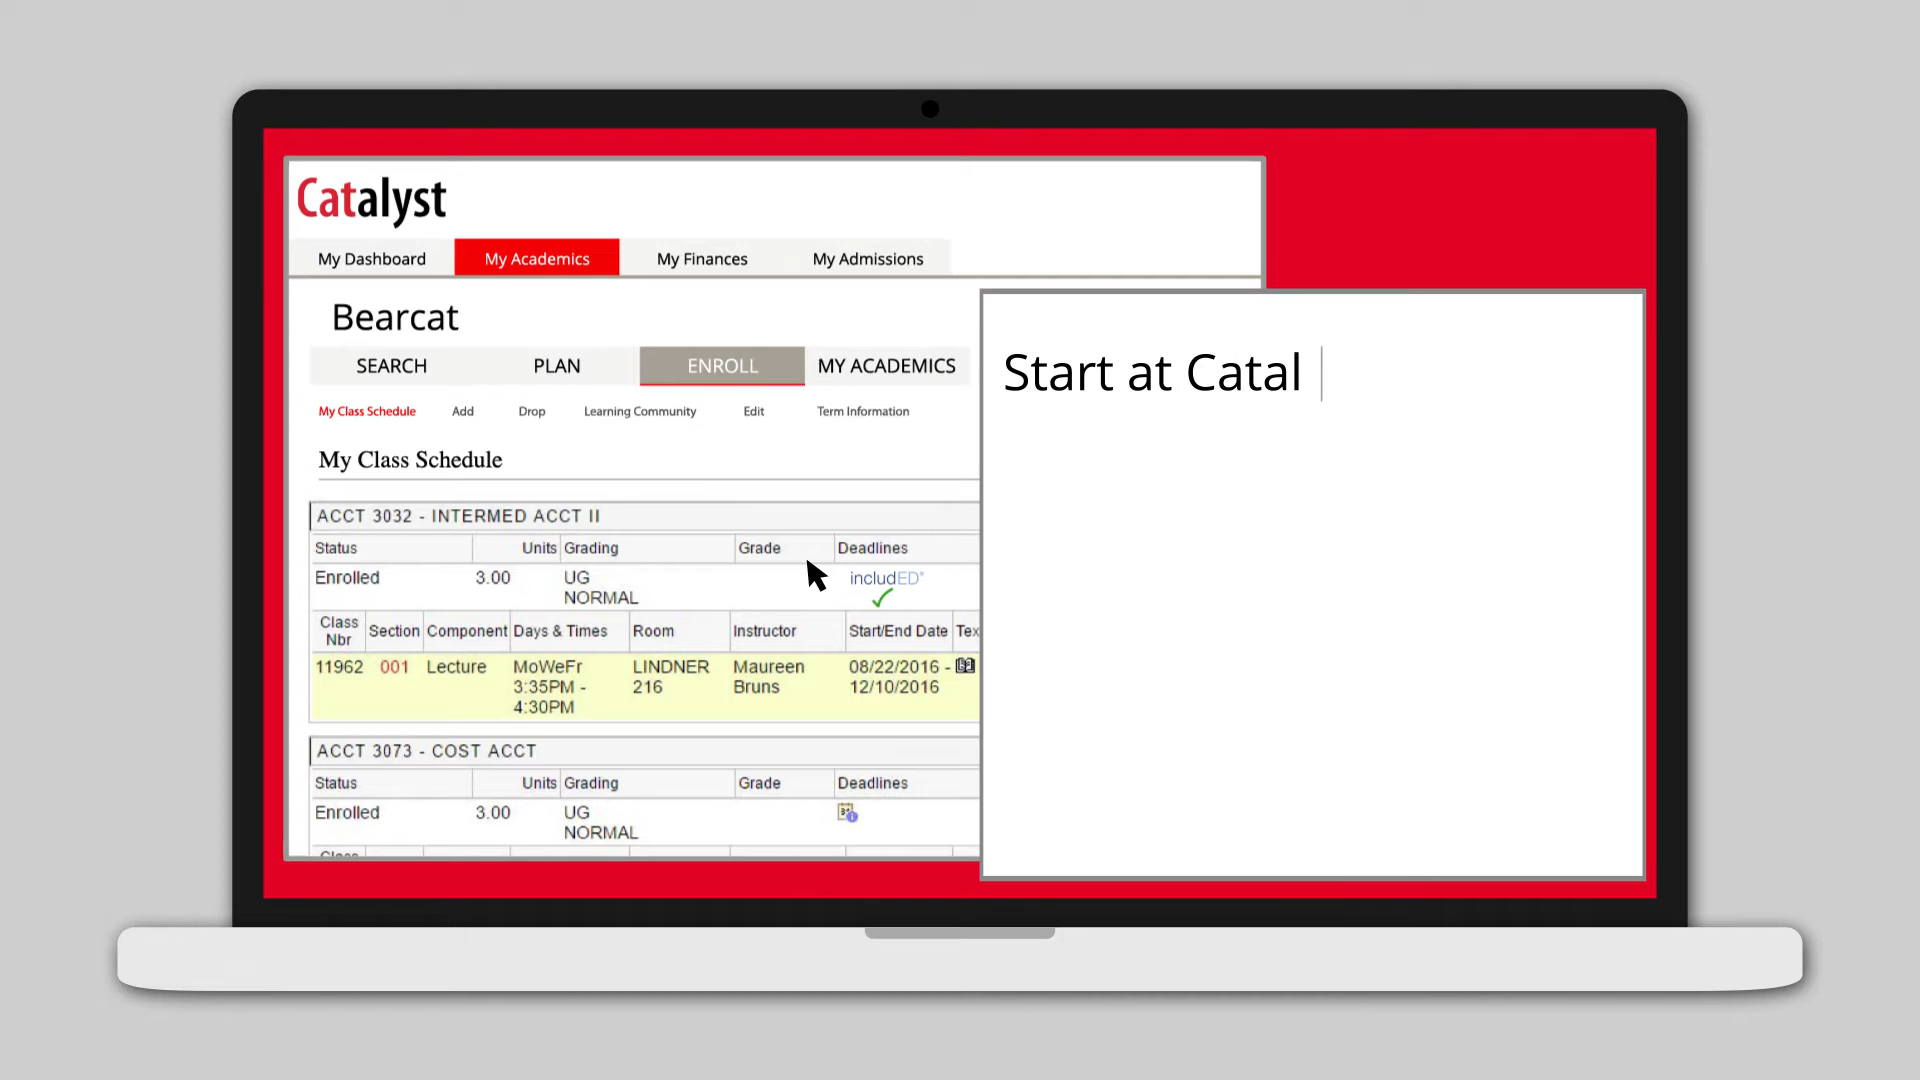 Catalyst
My Dashboard My Academics My Finances My Admissions
Bearcat
SEARCH PLAN ENROLL MY ACADEMICS
My Class Schedule Add Drop Learning Community Edit Term Information
My Class Schedule
ACCT 3032 - INTERMED ACCT II
Status Units Grading Grade Deadlines
Enrolled 3.00 UG NORMAL includED®
Class Nbr Section Component Days & Times Room Instructor Start/End Date Tex
11962 001 Lecture MoWeFr 3:35PM - 4:30PM LINDNER 216 Maureen Bruns 08/22/2016 - 12/10/2016
ACCT 3073 - COST ACCT
Status Units Grading Grade Deadlines
Enrolled 3.00 UG NORMAL
Start at Catal